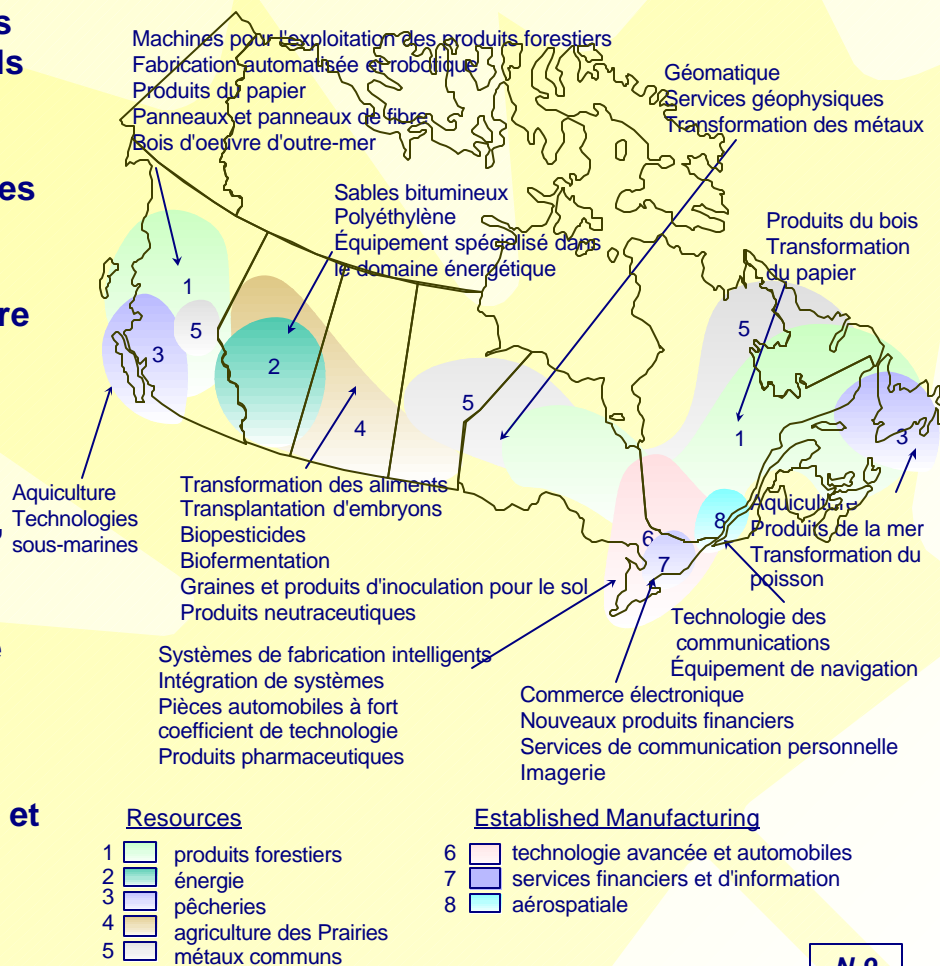 Machines pour l'exploitation des produits forestiers
Fabrication automatisée et robotique
Produits du papier
Panneaux et panneaux de fibre
Bois d'oeuvre d'outre-mer
Géomatique
Services géophysiques
Transformation des métaux
Sables bitumineux
Polyéthylène
Équipement spécialisé dans
le domaine énergétique
Produits du bois
Transformation
du papier
1
5
3
2
4
5
5
1
3
6
7
8
Aquiculture
Technologies
sous-marines
Transformation des aliments
Transplantation d'embryons
Biopesticides
Biofermentation
Graines et produits d'inoculation pour le sol
Produits neutraceutiques
Aquiculture
Produits de la mer
Transformation du
poisson
Technologie des
communications
Équipement de navigation
Systèmes de fabrication intelligents
Intégration de systèmes
Pièces automobiles à fort
coefficient de technologie
Produits pharmaceutiques
Commerce électronique
Nouveaux produits financiers
Services de communication personnelle
Imagerie
et
Resources
1 produits forestiers
2 énergie
3 pêcheries
4 agriculture des Prairies
5 métaux communs
Established Manufacturing
6 technologie avancée et automobiles
7 services financiers et d'information
8 aérospatiale